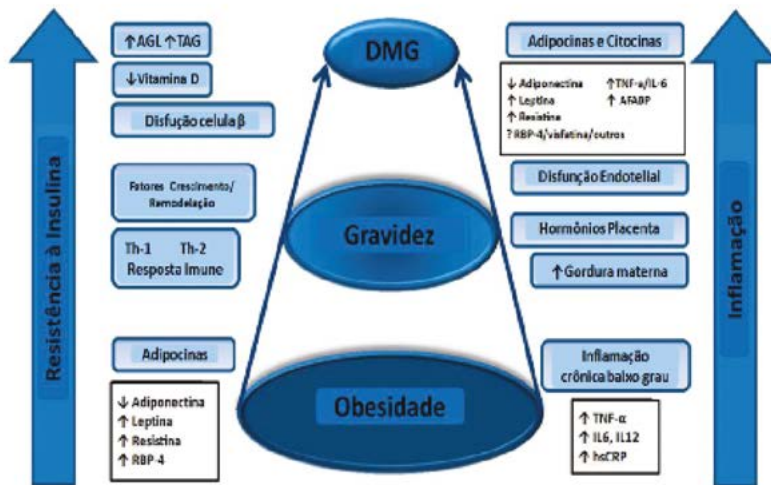 Resistência à Insulina
↑AGL ↑TAG
↓Vitamina D
Disfução celula β
Fatores Crescimento/
Remodelação
Th-1 Th-2
Resposta Imune
Adipocinas
↓ Adiponectina
↑ Leptina
↑ Resistina
↑ RBP-4
DMG
Gravidez
Obesidade
Adipocinas e Citocinas
↓ Adiponectina ↑TNF-a/IL-6
↑ Leptina ↑ AFABP
↑ Resistina
? RBP-4/visfatina/outros
Disfunção Endotelial
Hormônios Placenta
↑Gordura materna
Inflamação
crônica baixo grau
↑ TNF-α
↑ IL6, IL12
↑ hsCRP
Inflamação